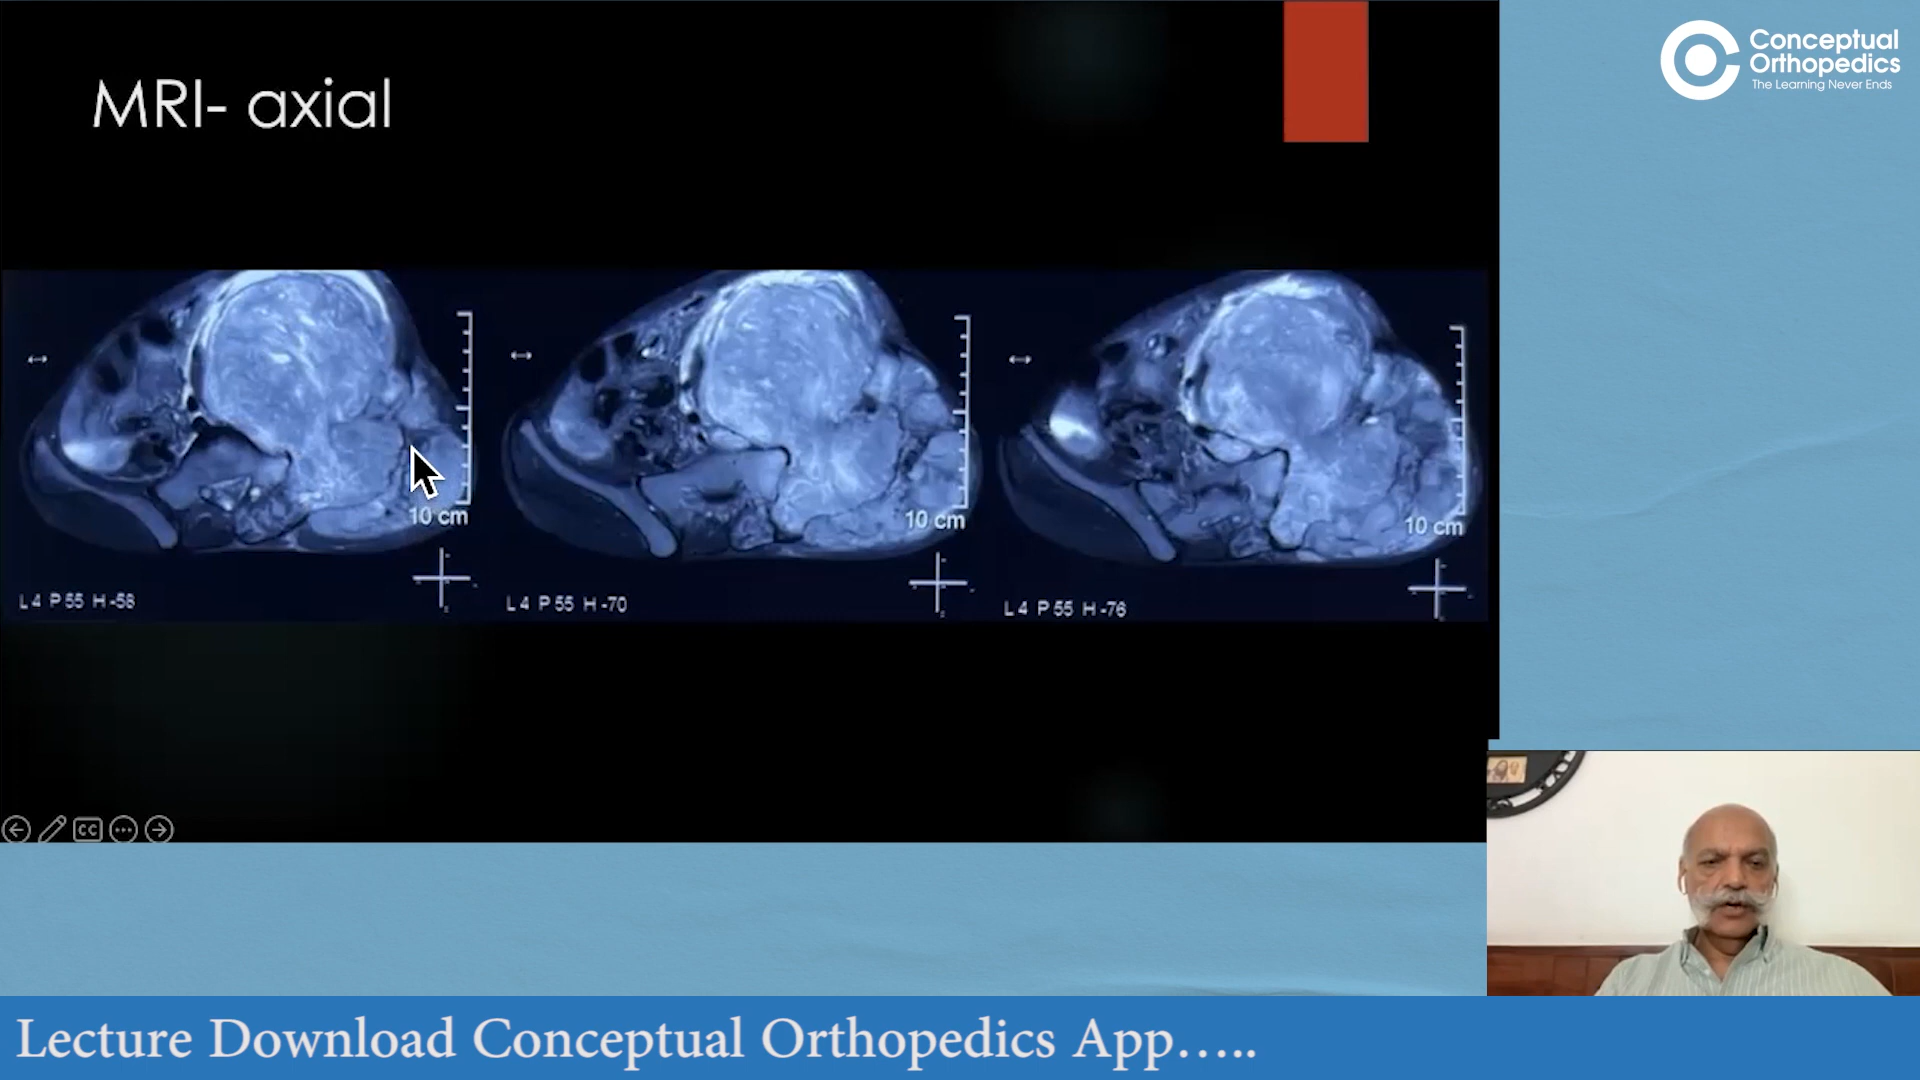 MRI- axial
Conceptual
Orthopedics
The Learning Never Ends
10 cm
10 cm
10 cm
L4 P55 H-58
L4 P55 H-70
L4 P55 H-76
CC
Lecture Download Conceptual Orthopedics App.....